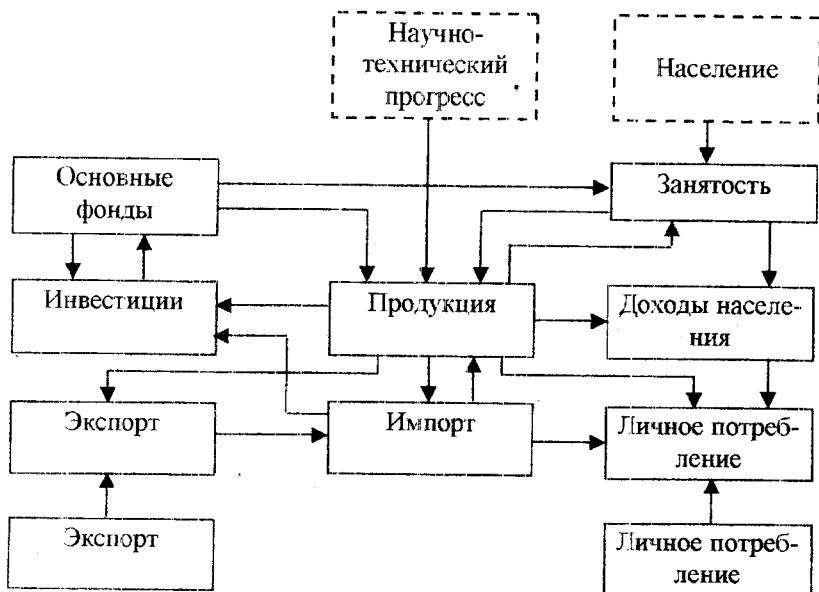 Научно-
технический
прогресс
Население
Основные
фонды
Занятость
Инвестиции
Продукция
Доходы населе-
ния
Экспорт
Импорт
Личное потреб-
ление
Экспорт
Личное потреб-
ление